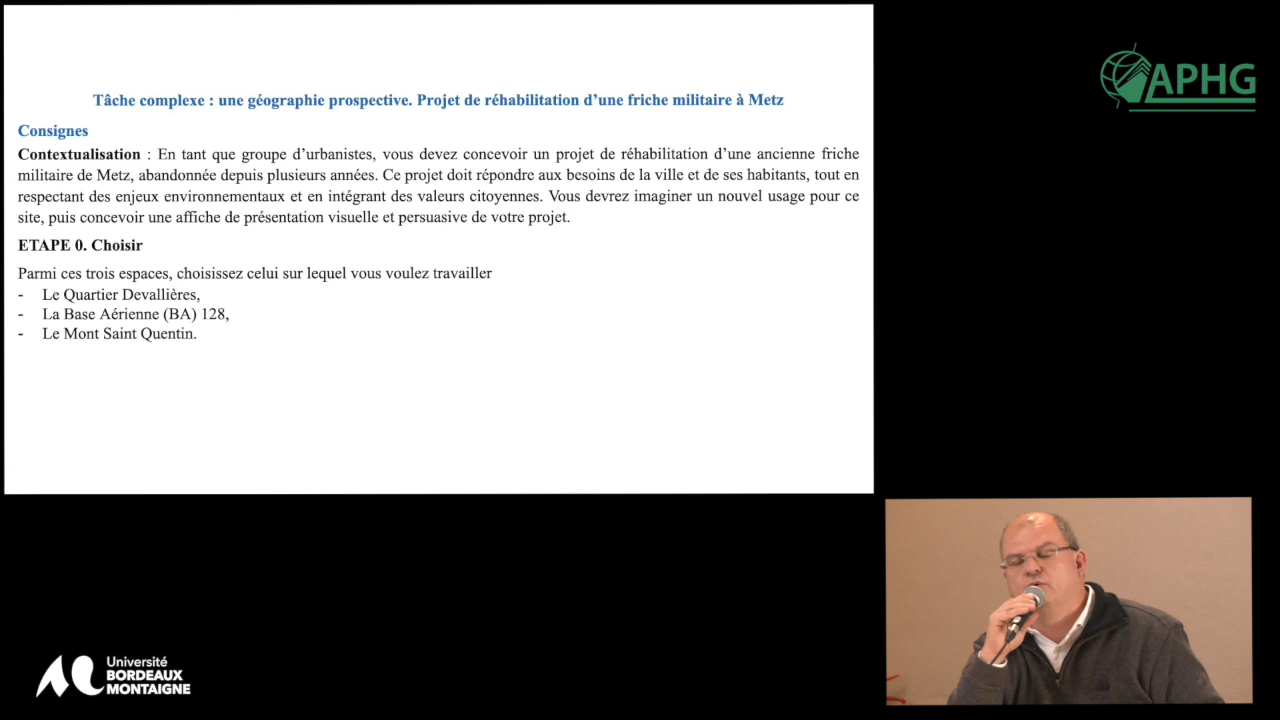 Tâche complexe : une géographie prospective. Projet de réhabilitation d'une friche militaire à Metz
Consignes
Contextualisation : En tant que groupe d'urbanistes, vous devez concevoir un projet de réhabilitation d'une ancienne friche
militaire de Metz, abandonnée depuis plusieurs années. Ce projet doit répondre aux besoins de la ville et de ses habitants, tout en
respectant des enjeux environnementaux et en intégrant des valeurs citoyennes. Vous devrez imaginer un nouvel usage pour ce
site, puis concevoir une affiche de présentation visuelle et persuasive de votre projet.
ETAPE 0. Choisir
Parmi ces trois espaces, choisissez celui sur lequel vous voulez travailler
- Le Quartier Devallières,
- La Base Aérienne (BA) 128,
- Le Mont Saint Quentin.
APHG
Université
BORDEAUX
MONTAIGNE